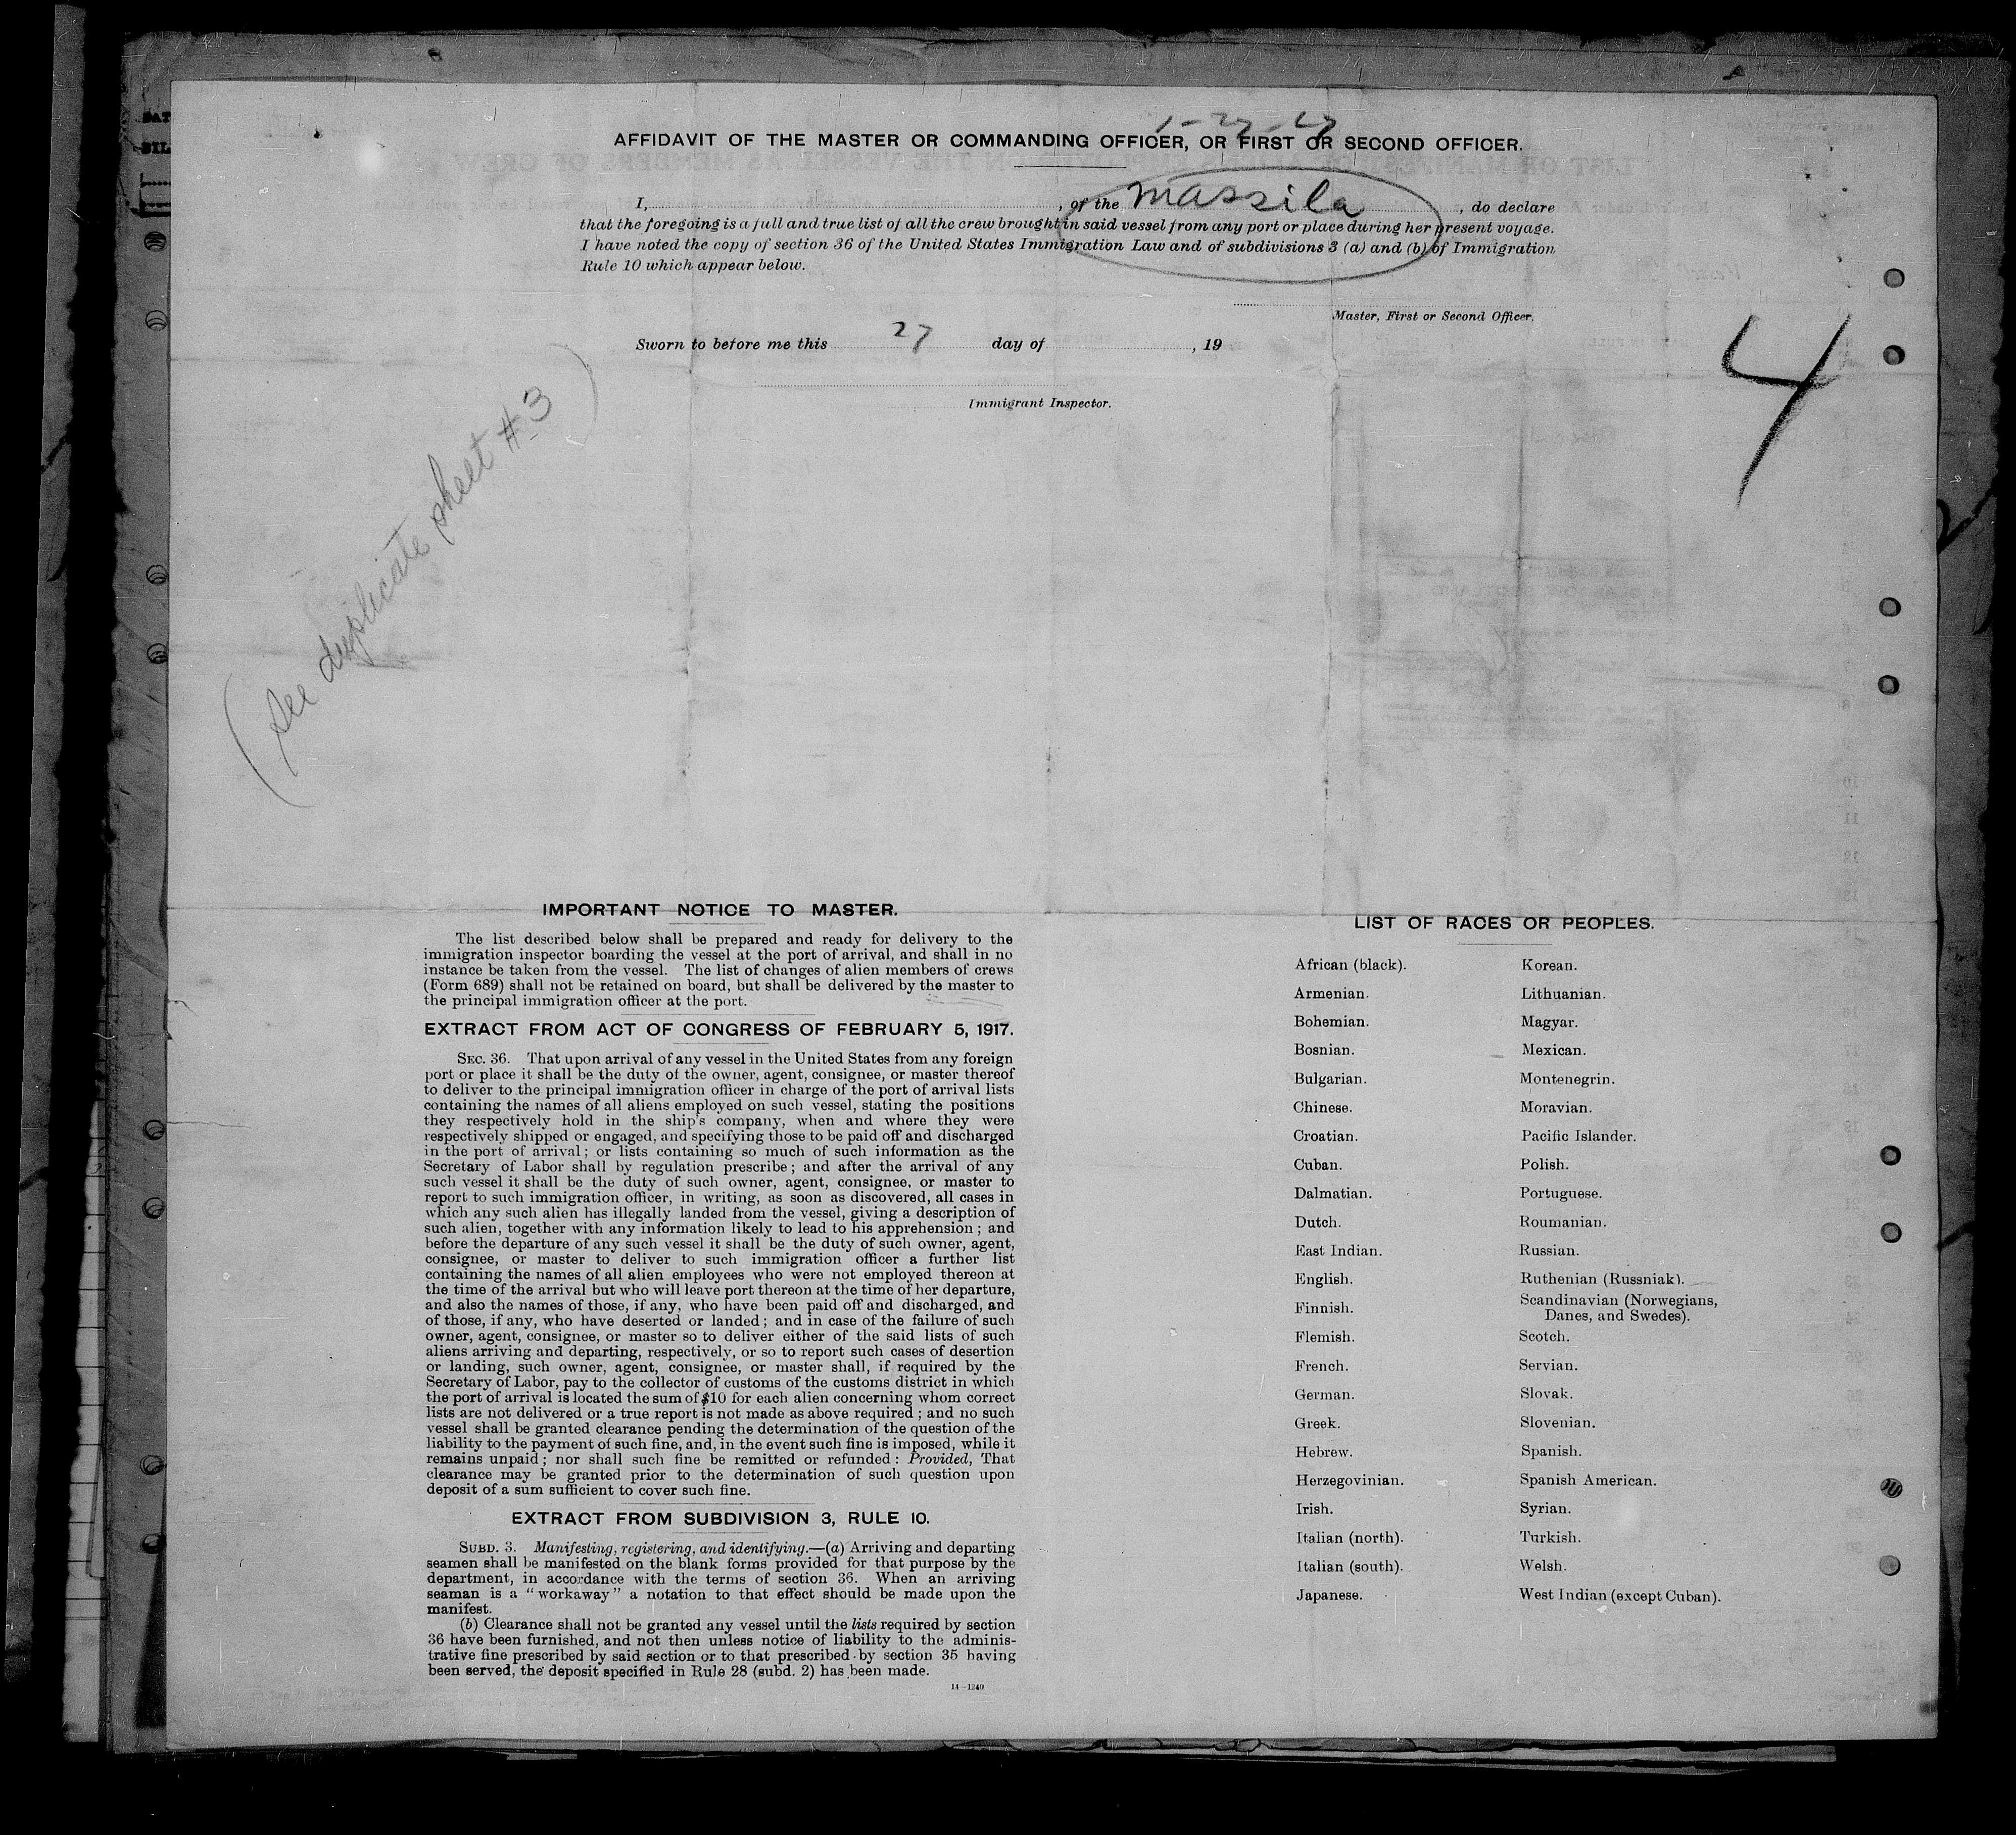 1-27-27
AFFIDAVIT OF THE MASTER OR COMMANDING OFFICER, OR FIRST OR SECOND OFFICER.
I, , of the Massila , do declare
that the foregoing is a full and true list of all the crew brought in said vessel from any port or place during her present voyage.
I have noted the copy of section 36 of the United States Immigration Law and of subdivisions 3 (a) and (b) of Immigration
Rule 10 which appear below.
Master, First or Second Officer.
Sworn to before me this 27 day of , 19
Immigrant Inspector.
4
(See duplicate sheet #3)
IMPORTANT NOTICE TO MASTER.
The list described below shall be prepared and ready for delivery to the
immigration inspector boarding the vessel at the port of arrival, and shall in no
instance be taken from the vessel. The list of changes of alien members of crews
(Form 689) shall not be retained on board, but shall be delivered by the master to
the principal immigration officer at the port.
EXTRACT FROM ACT OF CONGRESS OF FEBRUARY 5, 1917.
SEC. 36. That upon arrival of any vessel in the United States from any foreign
port or place it shall be the duty of the owner, agent, consignee, or master thereof
to deliver to the principal immigration officer in charge of the port of arrival lists
containing the names of all aliens employed on such vessel, stating the positions
they respectively hold in the ship's company, when and where they were
respectively shipped or engaged, and specifying those to be paid off and discharged
in the port of arrival; or lists containing so much of such information as the
Secretary of Labor shall by regulation prescribe; and after the arrival of any
such vessel it shall be the duty of such owner, agent, consignee, or master to
report to such immigration officer, in writing, as soon as discovered, all cases in
which any such alien has illegally landed from the vessel, giving a description of
such alien, together with any information likely to lead to his apprehension; and
before the departure of any such vessel it shall be the duty of such owner, agent,
consignee, or master to deliver to such immigration officer a further list
containing the names of all alien employees who were not employed thereon at
the time of the arrival but who will leave port thereon at the time of her departure,
and also the names of those, if any, who have been paid off and discharged, and
of those, if any, who have deserted or landed; and in case of the failure of such
owner, agent, consignee, or master so to deliver either of the said lists of such
aliens arriving and departing, respectively, or so to report such cases of desertion
or landing, such owner, agent, consignee, or master shall, if required by the
Secretary of Labor, pay to the collector of customs of the customs district in which
the port of arrival is located the sum of $10 for each alien concerning whom correct
lists are not delivered or a true report is not made as above required; and no such
vessel shall be granted clearance pending the determination of the question of the
liability to the payment of such fine, and, in the event such fine is imposed, while it
remains unpaid; nor shall such fine be remitted or refunded: Provided, That
clearance may be granted prior to the determination of such question upon
deposit of a sum sufficient to cover such fine.
EXTRACT FROM SUBDIVISION 3, RULE 10.
SUBD. 3. Manifesting, registering, and identifying.—(a) Arriving and departing
seamen shall be manifested on the blank forms provided for that purpose by the
department, in accordance with the terms of section 36. When an arriving
seaman is a "workaway" a notation to that effect should be made upon the
manifest.
(b) Clearance shall not be granted any vessel until the lists required by section
36 have been furnished, and not then unless notice of liability to the adminis-
trative fine prescribed by said section or to that prescribed by section 35 having
been served, the deposit specified in Rule 28 (subd. 2) has been made.
14-1240
LIST OF RACES OR PEOPLES.
African (black).
Armenian.
Bohemian.
Bosnian.
Bulgarian.
Chinese.
Croatian.
Cuban.
Dalmatian.
Dutch.
East Indian.
English.
Finnish.
Flemish.
French.
German.
Greek.
Hebrew.
Herzegovinian.
Irish.
Italian (north).
Italian (south).
Japanese.
Korean.
Lithuanian.
Magyar.
Mexican.
Montenegrin.
Moravian.
Pacific Islander.
Polish.
Portuguese.
Roumanian.
Russian.
Ruthenian (Russniak).
Scandinavian (Norwegians,
Danes, and Swedes).
Scotch.
Servian.
Slovak.
Slovenian.
Spanish.
Spanish American.
Syrian.
Turkish.
Welsh.
West Indian (except Cuban).